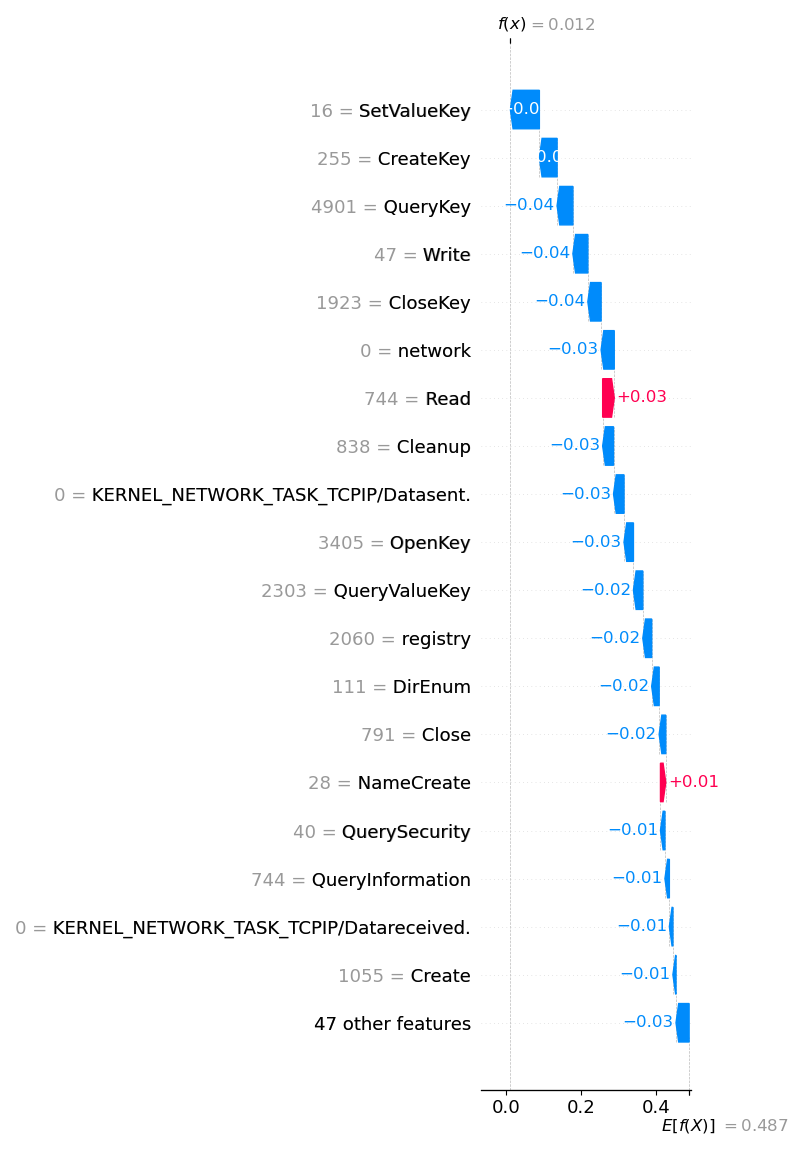 f(x) = 0.012
16 = SetValueKey
255 = CreateKey
4901 = QueryKey −0.04
47 = Write −0.04
1923 = CloseKey −0.04
0 = network −0.03
744 = Read +0.03
838 = Cleanup −0.03
0 = KERNEL_NETWORK_TASK_TCPIP/Datasent. −0.03
3405 = OpenKey −0.03
2303 = QueryValueKey −0.02
2060 = registry −0.02
111 = DirEnum −0.02
791 = Close −0.02
28 = NameCreate +0.01
40 = QuerySecurity −0.01
744 = QueryInformation −0.01
0 = KERNEL_NETWORK_TASK_TCPIP/Datareceived. −0.01
1055 = Create −0.01
47 other features −0.03
0.0 0.2 0.4
E[f(X)] = 0.487